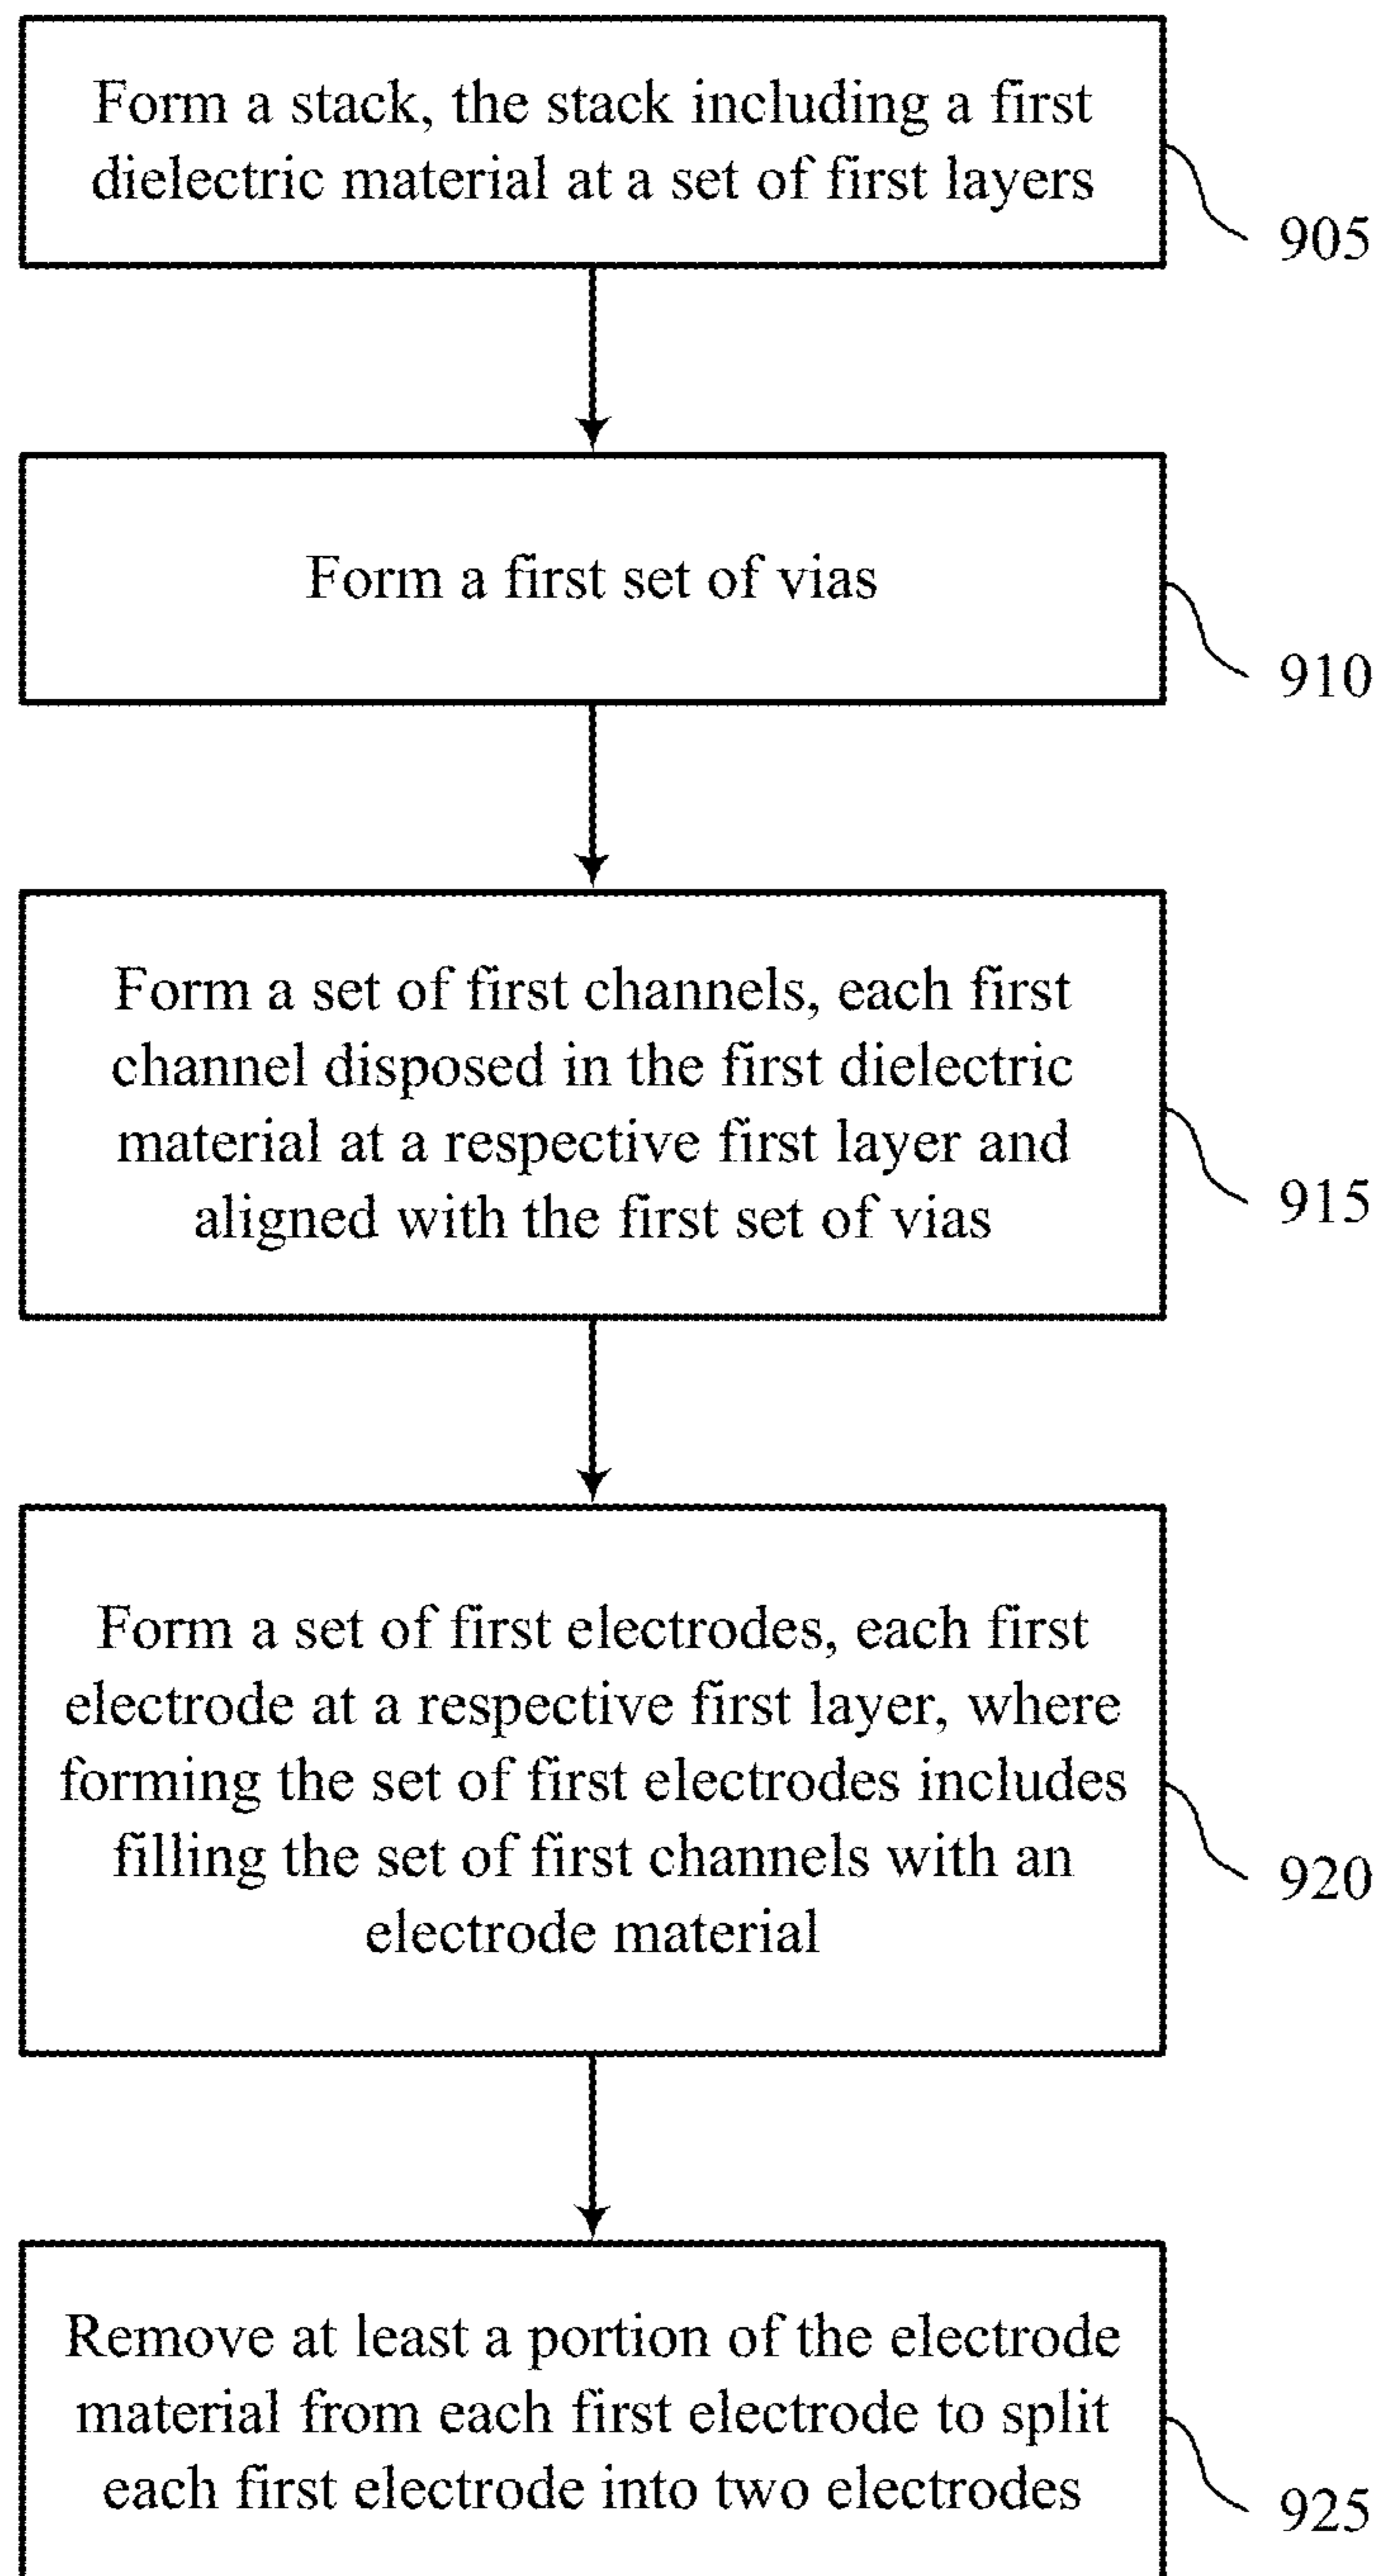 Form a stack, the stack including a first
dielectric material at a set of first layers
905
Form a first set of vias
910
Form a set of first channels, each first
channel disposed in the first dielectric
material at a respective first layer and
aligned with the first set of vias
915
Form a set of first electrodes, each first
electrode at a respective first layer, where
forming the set of first electrodes includes
filling the set of first channels with an
electrode material
920
Remove at least a portion of the electrode
material from each first electrode to split
each first electrode into two electrodes
925